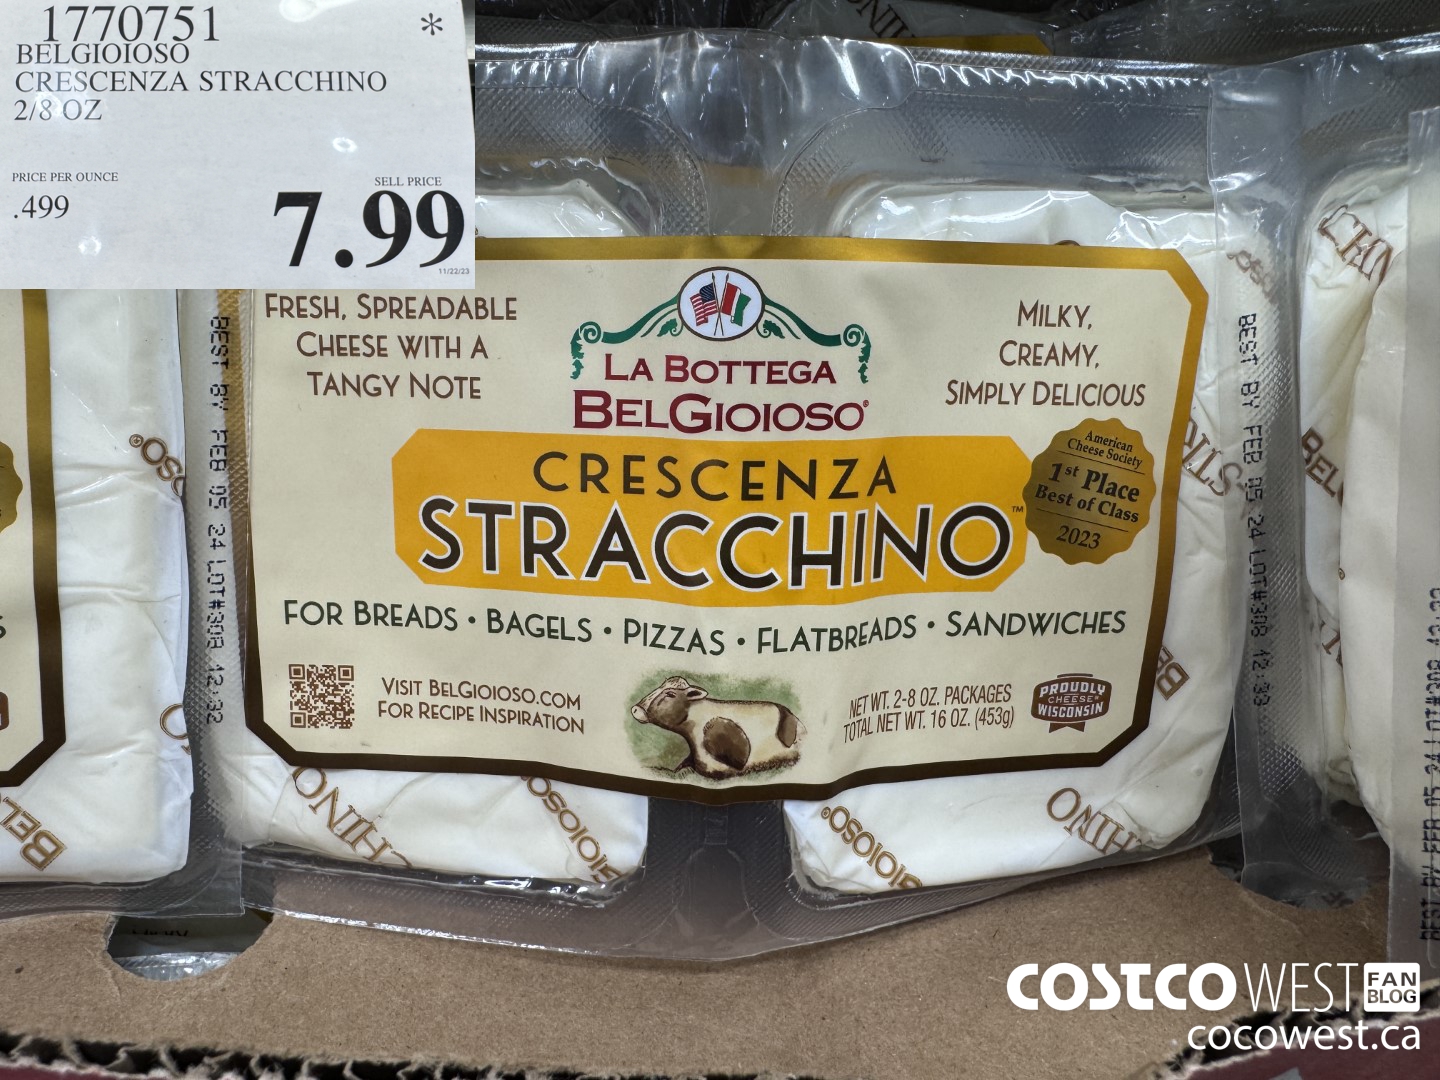 1770751 *
BELGIOIOSO
CRESCENZA STRACCHINO
2/8 OZ
PRICE PER OUNCE
.499
SELL PRICE
7.99
11/22/23
FRESH, SPREADABLE
CHEESE WITH A
TANGY NOTE
LA BOTTEGA
BELGIOIOSO®
MILKY,
CREAMY,
SIMPLY DELICIOUS
CRESCENZA
STRACCHINO™
American
Cheese Society
1st Place
Best of Class
2023
FOR BREADS • BAGELS • PIZZAS • FLATBREADS • SANDWICHES
VISIT BELGIOIOSO.COM
FOR RECIPE INSPIRATION
NET WT. 2-8 OZ. PACKAGES
TOTAL NET WT. 16 OZ. (453g)
PROUDLY
CHEESE®
WISCONSIN
BEST BY FEB 05 24 LOT#308 12:32
BEST BY FEB 05 24 LOT#308 12:33
COSTCO WEST FAN
BLOG
cocowest.ca